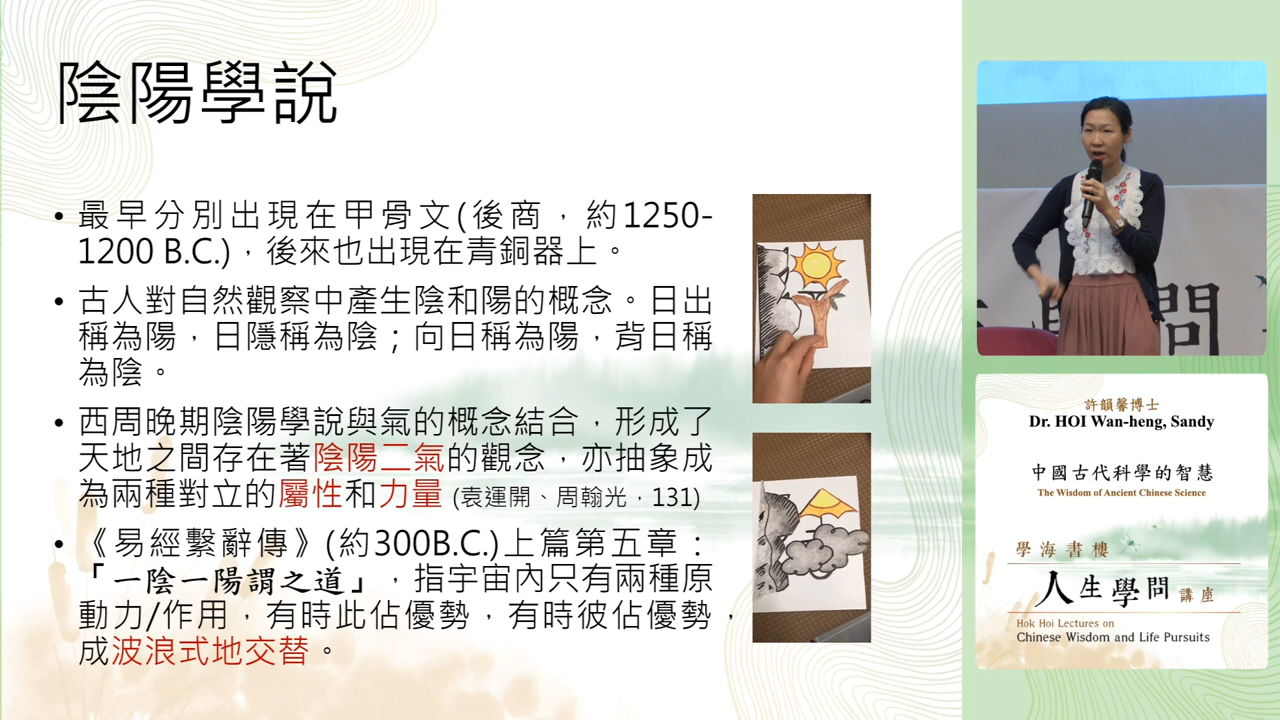 陰陽學說
• 最早分別出現在甲骨文(後商，約1250-
1200 B.C.)，後來也出現在青銅器上。
• 古人對自然觀察中產生陰和陽的概念。日出
稱為陽，日隱稱為陰；向日稱為陽，背日稱
為陰。
• 西周晚期陰陽學說與氣的概念結合，形成了
天地之間存在著陰陽二氣的觀念，亦抽象成
為兩種對立的屬性和力量 (袁運開、周翰光，131)
• 《易經繫辭傳》(約300B.C.)上篇第五章：
「一陰一陽謂之道」，指宇宙內只有兩種原
動力/作用，有時此佔優勢，有時彼佔優勢，
成波浪式地交替。
問
許韻馨博士
Dr. HOI Wan-heng, Sandy
中國古代科學的智慧
The Wisdom of Ancient Chinese Science
學海書樓
人生學問講座
Hok Hoi Lectures on
Chinese Wisdom and Life Pursuits